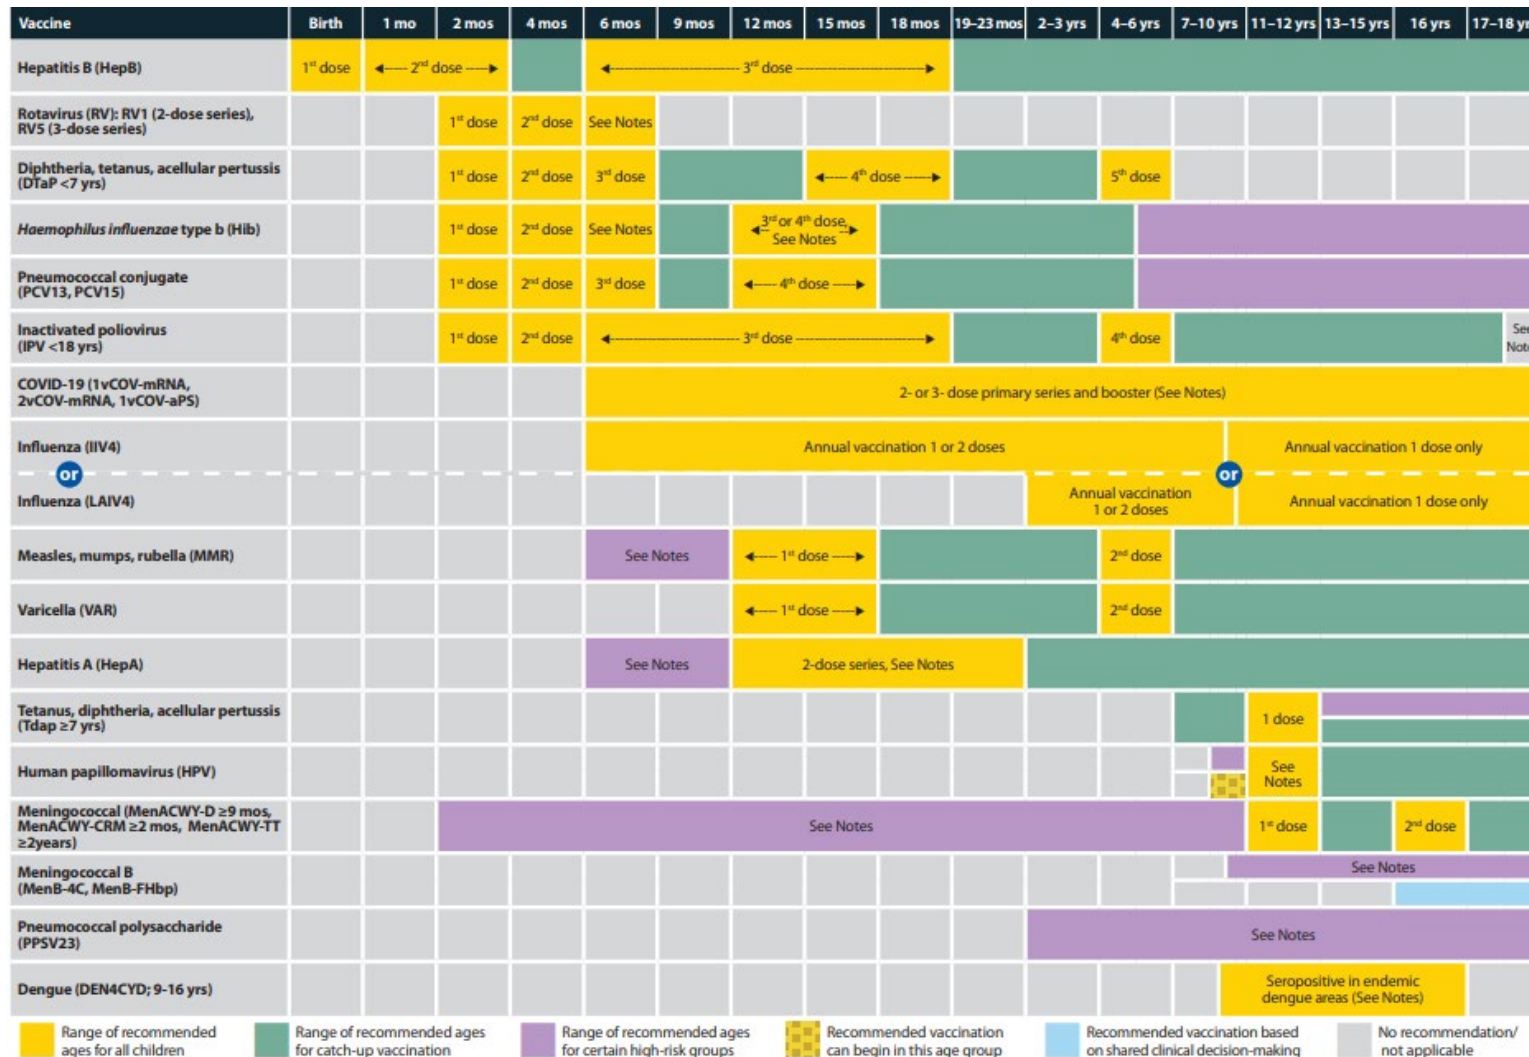 Vaccine Birth 1 mo 2 mos 4 mos 6 mos 9 mos 12 mos 15 mos 18 mos 19–23 mos 2–3 yrs 4–6 yrs 7–10 yrs 11–12 yrs 13–15 yrs 16 yrs 17–18 yr
Hepatitis B (HepB) 1st dose ◄----- 2nd dose -----► ◄----- 3rd dose -----►
Rotavirus (RV): RV1 (2-dose series),
RV5 (3-dose series) 1st dose 2nd dose See Notes
Diphtheria, tetanus, acellular pertussis
(DTaP <7 yrs) 1st dose 2nd dose 3rd dose ◄----- 4th dose -----► 5th dose
Haemophilus influenzae type b (Hib) 1st dose 2nd dose See Notes 3rd or 4th dose,
See Notes
Pneumococcal conjugate
(PCV13, PCV15) 1st dose 2nd dose 3rd dose ◄----- 4th dose -----►
Inactivated poliovirus
(IPV <18 yrs) 1st dose 2nd dose ◄----- 3rd dose -----► 4th dose See
Note
COVID-19 (1vCOV-mRNA,
2vCOV-mRNA, 1vCOV-aPS) 2- or 3- dose primary series and booster (See Notes)
Influenza (IIV4) Annual vaccination 1 or 2 doses Annual vaccination 1 dose only
or or
Influenza (LAIV4) Annual vaccination
1 or 2 doses Annual vaccination 1 dose only
Measles, mumps, rubella (MMR) See Notes ◄----- 1st dose -----► 2nd dose
Varicella (VAR) ◄----- 1st dose -----► 2nd dose
Hepatitis A (HepA) See Notes 2-dose series, See Notes
Tetanus, diphtheria, acellular pertussis
(Tdap ≥7 yrs) 1 dose
Human papillomavirus (HPV) See
Notes
Meningococcal (MenACWY-D ≥9 mos,
MenACWY-CRM ≥2 mos, MenACWY-TT
≥2years) See Notes 1st dose 2nd dose
Meningococcal B
(MenB-4C, MenB-FHbp) See Notes
Pneumococcal polysaccharide
(PPSV23) See Notes
Dengue (DEN4CYD; 9-16 yrs) Seropositive in endemic
dengue areas (See Notes)
Range of recommended
ages for all children
Range of recommended ages
for catch-up vaccination
Range of recommended ages
for certain high-risk groups
Recommended vaccination
can begin in this age group
Recommended vaccination based
on shared clinical decision-making
No recommendation/
not applicable